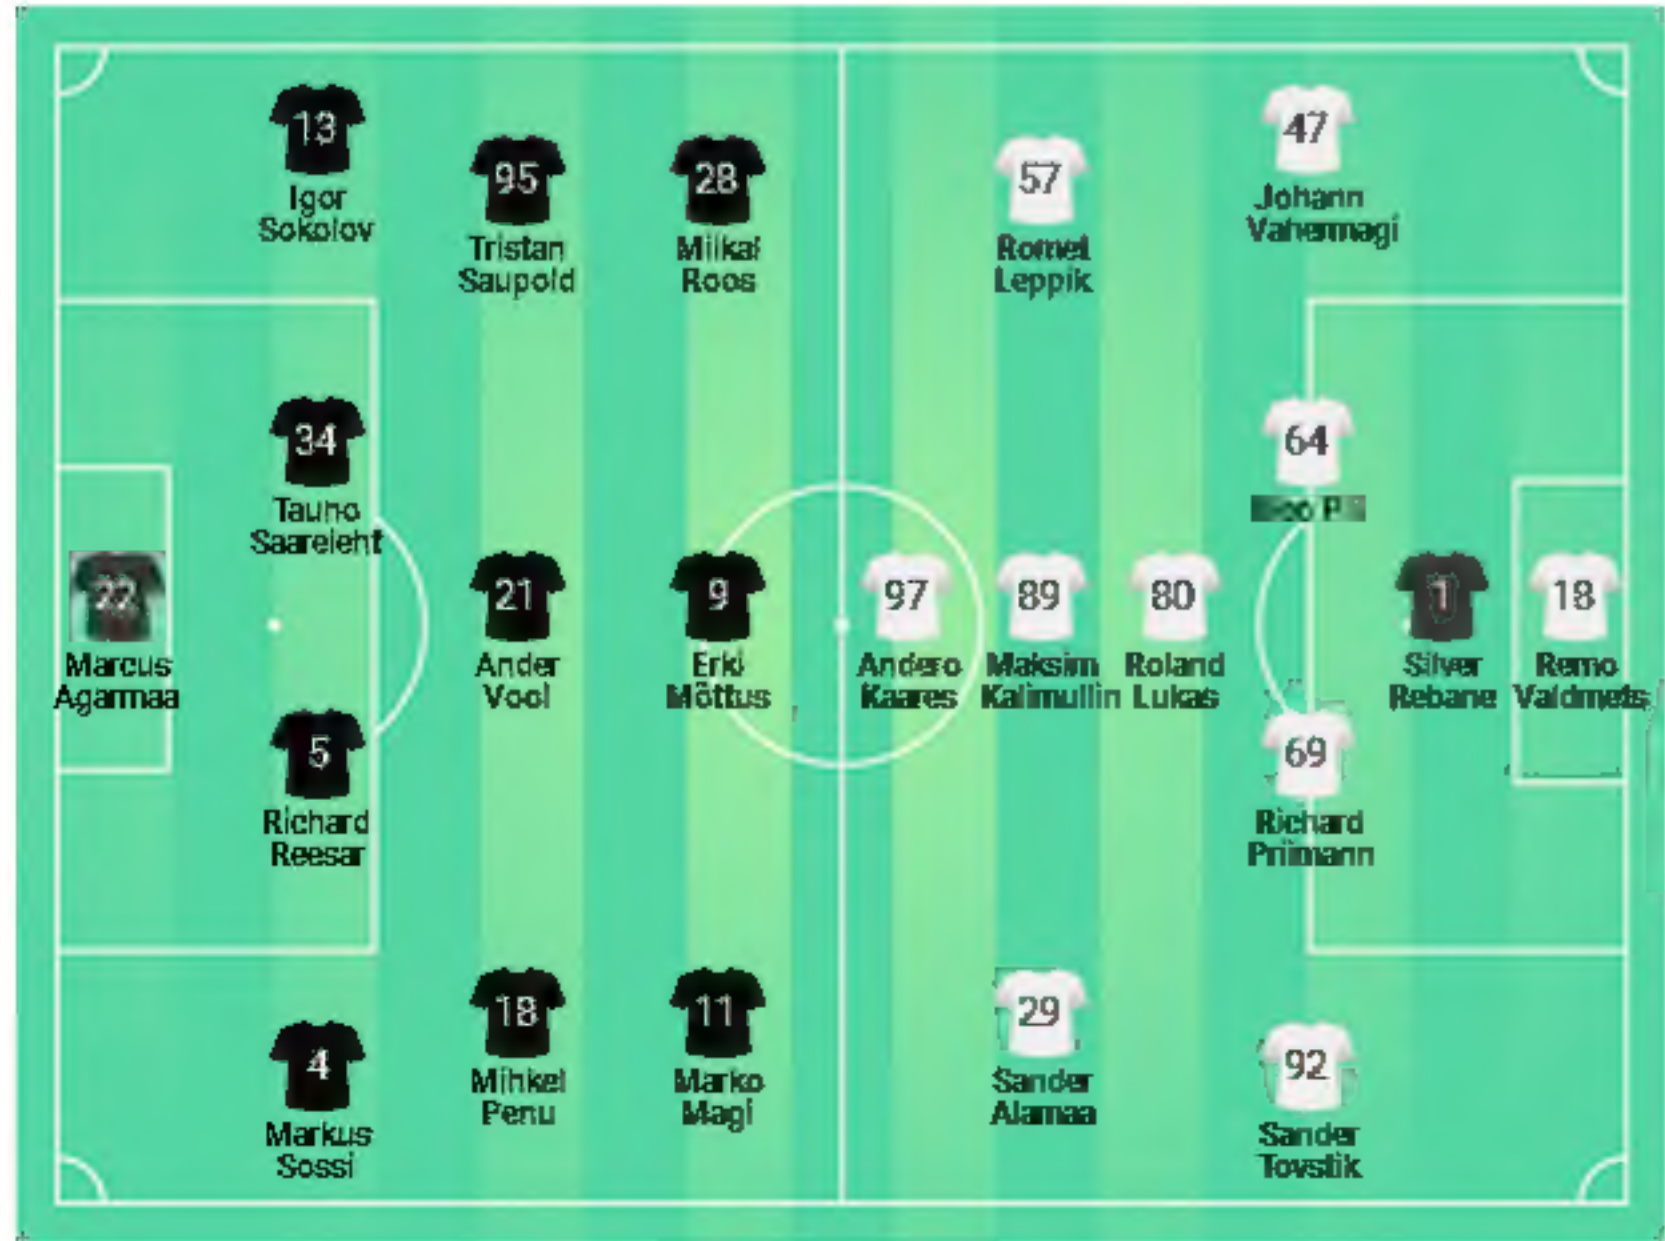 13
Igor
Sokolov
95
Tristan
Saupold
28
Milkal
Roos
57
Romet
Leppik
47
Johann
Vahermagi
34
Tauno
Saareleht
64
22
Marcus
Agarmaa
21
Ander
Vool
9
Erki
Mõttus
97
Andero
Kaares
89
Maksim
Kalimullin
80
Roland
Lukas
1
Silver
Rebane
18
Remo
Valdmets
5
Richard
Reesar
69
Richard
Priimann
4
Markus
Sossi
18
Mihkel
Penu
11
Marko
Magi
29
Sander
Alamaa
92
Sander
Tovstik